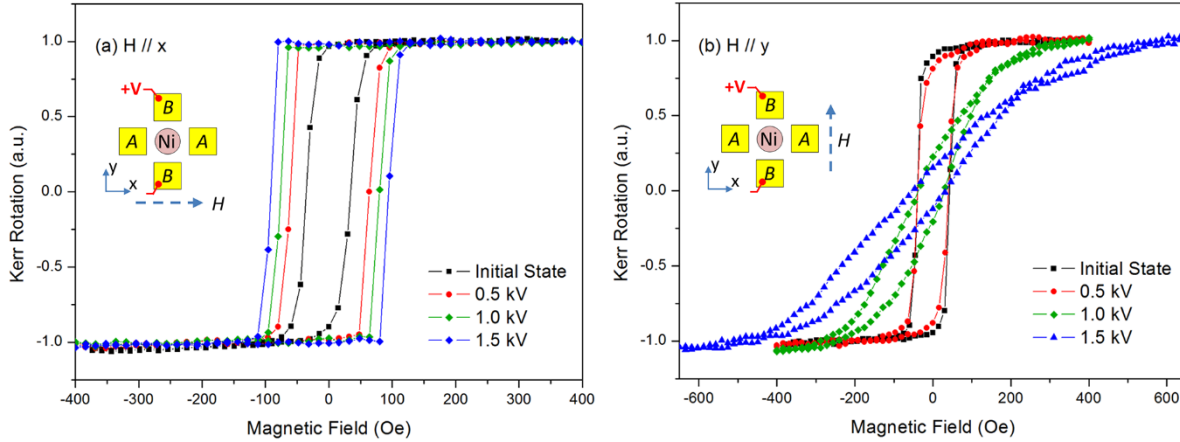 (a) H // x
+V
B
A Ni A
B
y
x
H
Initial State
0.5 kV
1.0 kV
1.5 kV
1.0
0.5
0.0
-0.5
-1.0
Kerr Rotation (a.u.)
-400 -300 -200 -100 0 100 200 300 400
Magnetic Field (Oe)
(b) H // y
+V
B
A Ni A
B
H
y
x
Initial State
0.5 kV
1.0 kV
1.5 kV
1.0
0.5
0.0
-0.5
-1.0
Kerr Rotation (a.u.)
-600 -400 -200 0 200 400 600
Magnetic Field (Oe)